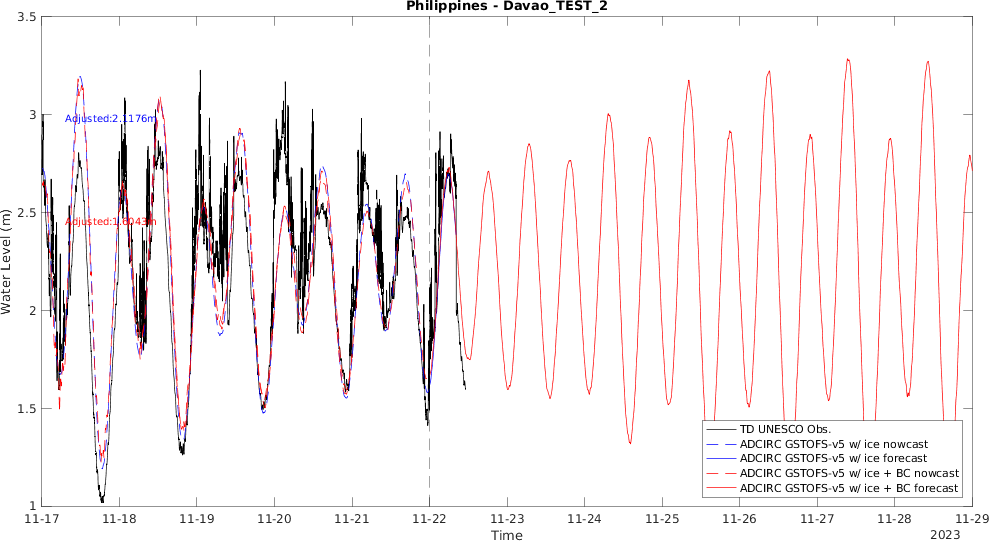 Philippines - Davao_TEST_2
3.5
3
2.5
2
1.5
1
Water Level (m)
Adjusted:2.1176m
Adjusted:1.6043m
TD UNESCO Obs.
ADCIRC GSTOFS-v5 w/ ice nowcast
ADCIRC GSTOFS-v5 w/ ice forecast
ADCIRC GSTOFS-v5 w/ ice + BC nowcast
ADCIRC GSTOFS-v5 w/ ice + BC forecast
11-17 11-18 11-19 11-20 11-21 11-22 11-23 11-24 11-25 11-26 11-27 11-28 11-29
Time
2023